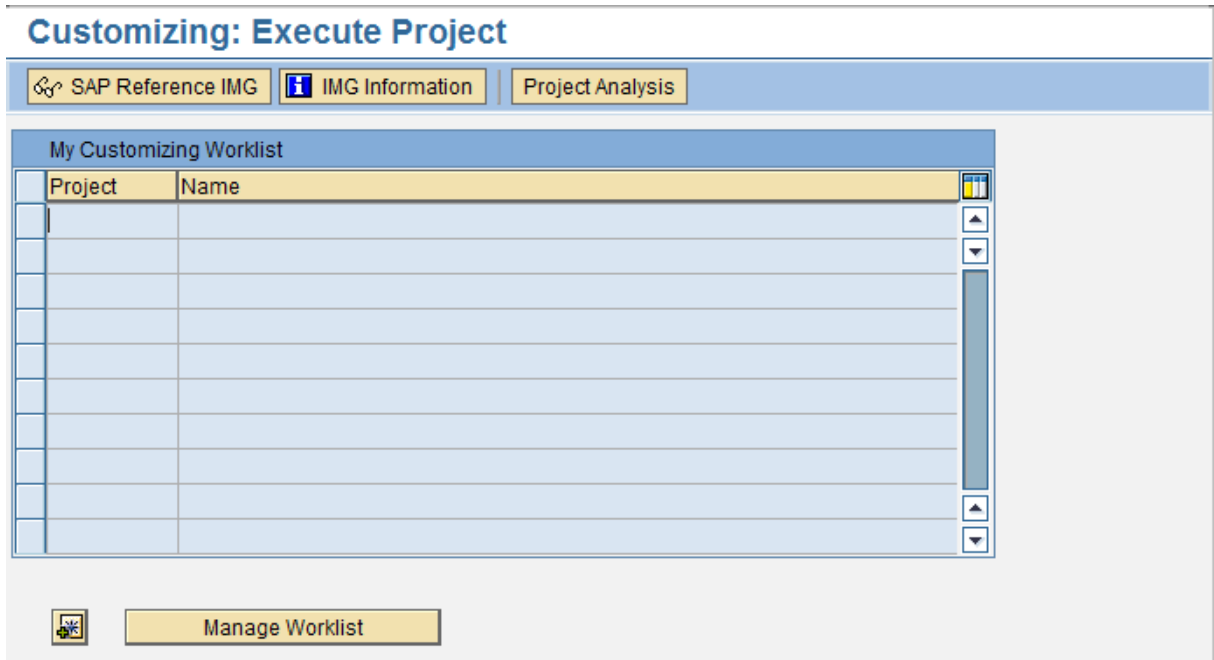 Customizing: Execute Project
SAP Reference IMG IMG Information Project Analysis
My Customizing Worklist
Project Name
Manage Worklist